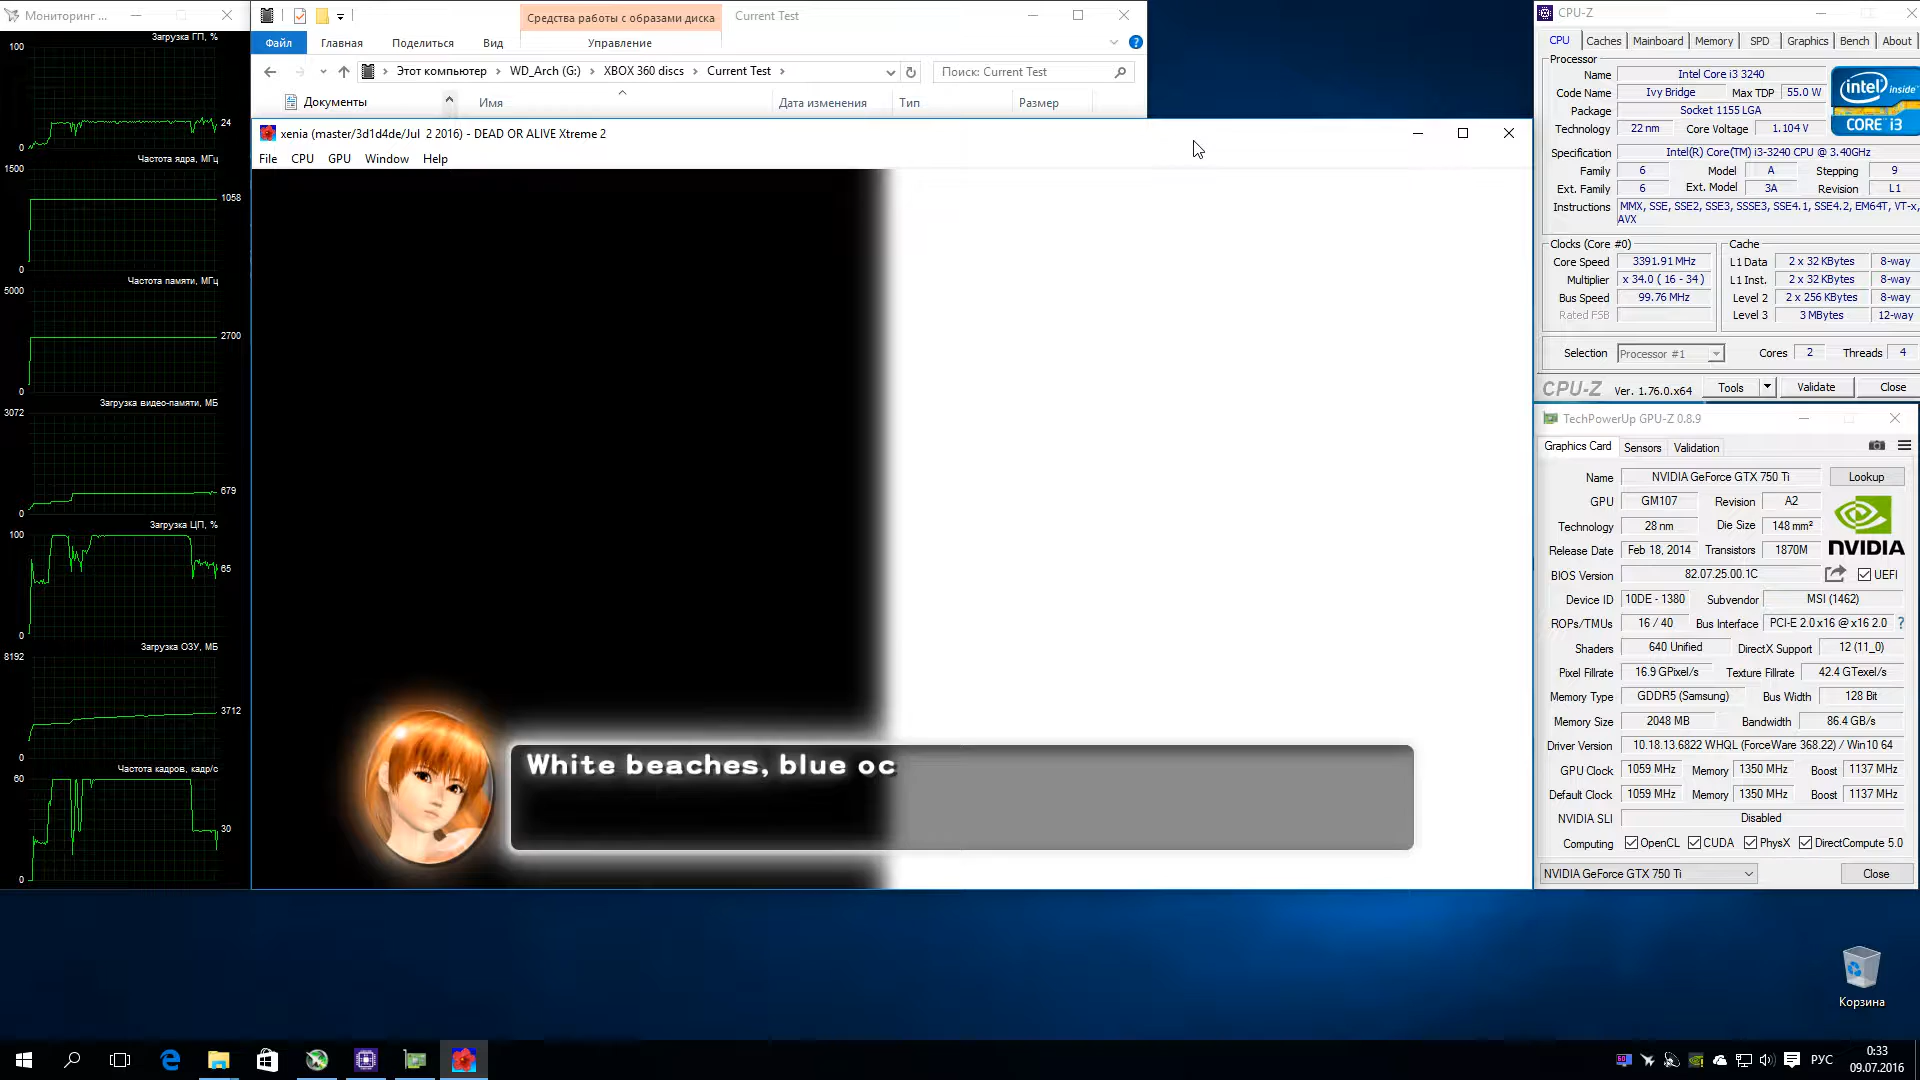 Мониторинг ...
Загрузка ГП, %
100
24
0
Частота ядра, МГц
1500
1058
0
Частота памяти, МГц
5000
2700
0
Загрузка видео-памяти, МБ
3072
679
0
Загрузка ЦП, %
100
65
0
Загрузка ОЗУ, МБ
8192
3712
0
Частота кадров, кадр/с
60
30
0
Средства работы с образами диска
Current Test
Файл Главная Поделиться Вид Управление
Этот компьютер WD_Arch (G:) XBOX 360 discs Current Test
Поиск: Current Test
Документы Имя Дата изменения Тип Размер
xenia (master/3d1d4de/Jul 2 2016) - DEAD OR ALIVE Xtreme 2
File CPU GPU Window Help
White beaches, blue oc
CPU-Z
CPU Caches Mainboard Memory SPD Graphics Bench About
Processor
Name Intel Core i3 3240
Code Name Ivy Bridge Max TDP 55.0 W
Package Socket 1155 LGA
Technology 22 nm Core Voltage 1.104 V
intel inside™
CORE i3
Specification Intel(R) Core(TM) i3-3240 CPU @ 3.40GHz
Family 6 Model A Stepping 9
Ext. Family 6 Ext. Model 3A Revision L1
Instructions MMX, SSE, SSE2, SSE3, SSSE3, SSE4.1, SSE4.2, EM64T, VT-x,
AVX
Clocks (Core #0) Cache
Core Speed 3391.91 MHz L1 Data 2 x 32 KBytes 8-way
Multiplier x 34.0 ( 16 - 34 ) L1 Inst. 2 x 32 KBytes 8-way
Bus Speed 99.76 MHz Level 2 2 x 256 KBytes 8-way
Rated FSB Level 3 3 MBytes 12-way
Selection Processor #1 Cores 2 Threads 4
CPU-Z Ver. 1.76.0.x64 Tools Validate Close
TechPowerUp GPU-Z 0.8.9
Graphics Card Sensors Validation
Name NVIDIA GeForce GTX 750 Ti Lookup
GPU GM107 Revision A2
Technology 28 nm Die Size 148 mm²
Release Date Feb 18, 2014 Transistors 1870M
NVIDIA
BIOS Version 82.07.25.00.1C UEFI
Device ID 10DE - 1380 Subvendor MSI (1462)
ROPs/TMUs 16 / 40 Bus Interface PCI-E 2.0 x16 @ x16 2.0 ?
Shaders 640 Unified DirectX Support 12 (11_0)
Pixel Fillrate 16.9 GPixel/s Texture Fillrate 42.4 GTexel/s
Memory Type GDDR5 (Samsung) Bus Width 128 Bit
Memory Size 2048 MB Bandwidth 86.4 GB/s
Driver Version 10.18.13.6822 WHQL (ForceWare 368.22) / Win10 64
GPU Clock 1059 MHz Memory 1350 MHz Boost 1137 MHz
Default Clock 1059 MHz Memory 1350 MHz Boost 1137 MHz
NVIDIA SLI Disabled
Computing OpenCL CUDA PhysX DirectCompute 5.0
NVIDIA GeForce GTX 750 Ti Close
Корзина
РУС
0:33
09.07.2016